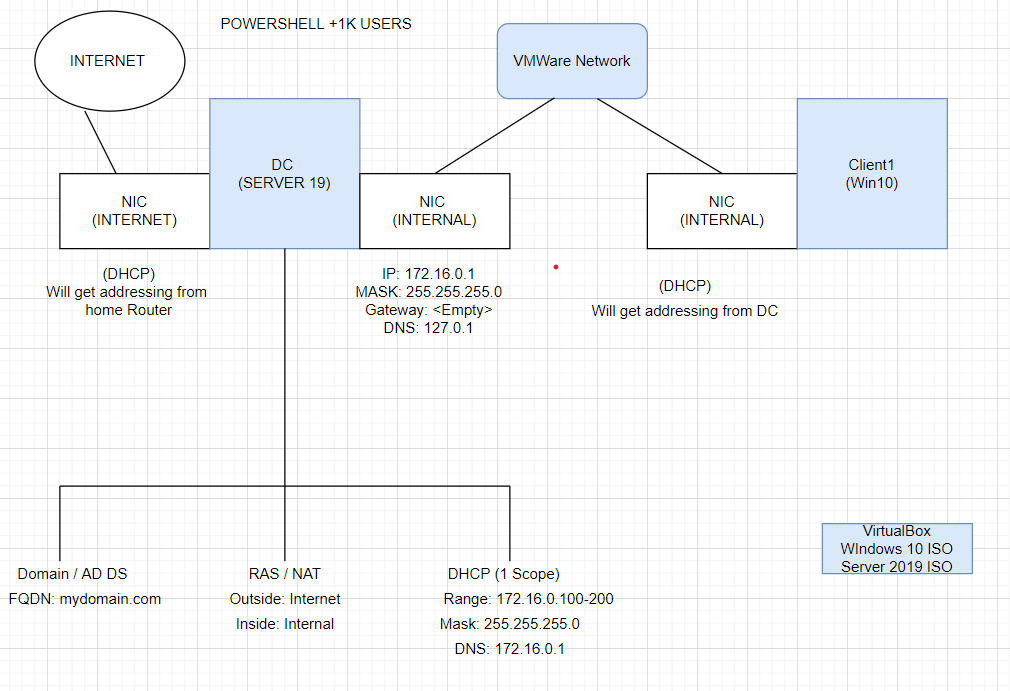 POWERSHELL +1K USERS
INTERNET
VMWare Network
DC
(SERVER 19)
Client1
(Win10)
NIC
(INTERNET)
NIC
(INTERNAL)
NIC
(INTERNAL)
(DHCP)
Will get addressing from
home Router
IP: 172.16.0.1
MASK: 255.255.255.0
Gateway: <Empty>
DNS: 127.0.1
(DHCP)
Will get addressing from DC
VirtualBox
WIndows 10 ISO
Server 2019 ISO
Domain / AD DS
FQDN: mydomain.com
RAS / NAT
Outside: Internet
Inside: Internal
DHCP (1 Scope)
Range: 172.16.0.100-200
Mask: 255.255.255.0
DNS: 172.16.0.1